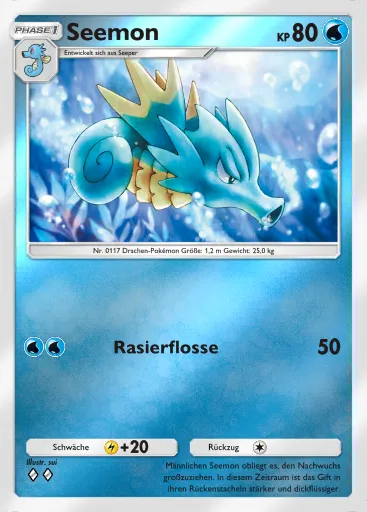 PHASE 1
Seemon
KP 80
Entwickelt sich aus Seeper
Nr. 0117 Drachen-Pokémon Größe: 1,2 m Gewicht: 25,0 kg
Rasierflosse 50
Schwäche +20 Rückzug
Illustr. sui
Männlichen Seemon obliegt es, den Nachwuchs
großzuziehen. In diesem Zeitraum ist das Gift in
ihren Rückenstacheln stärker und dickflüssiger.